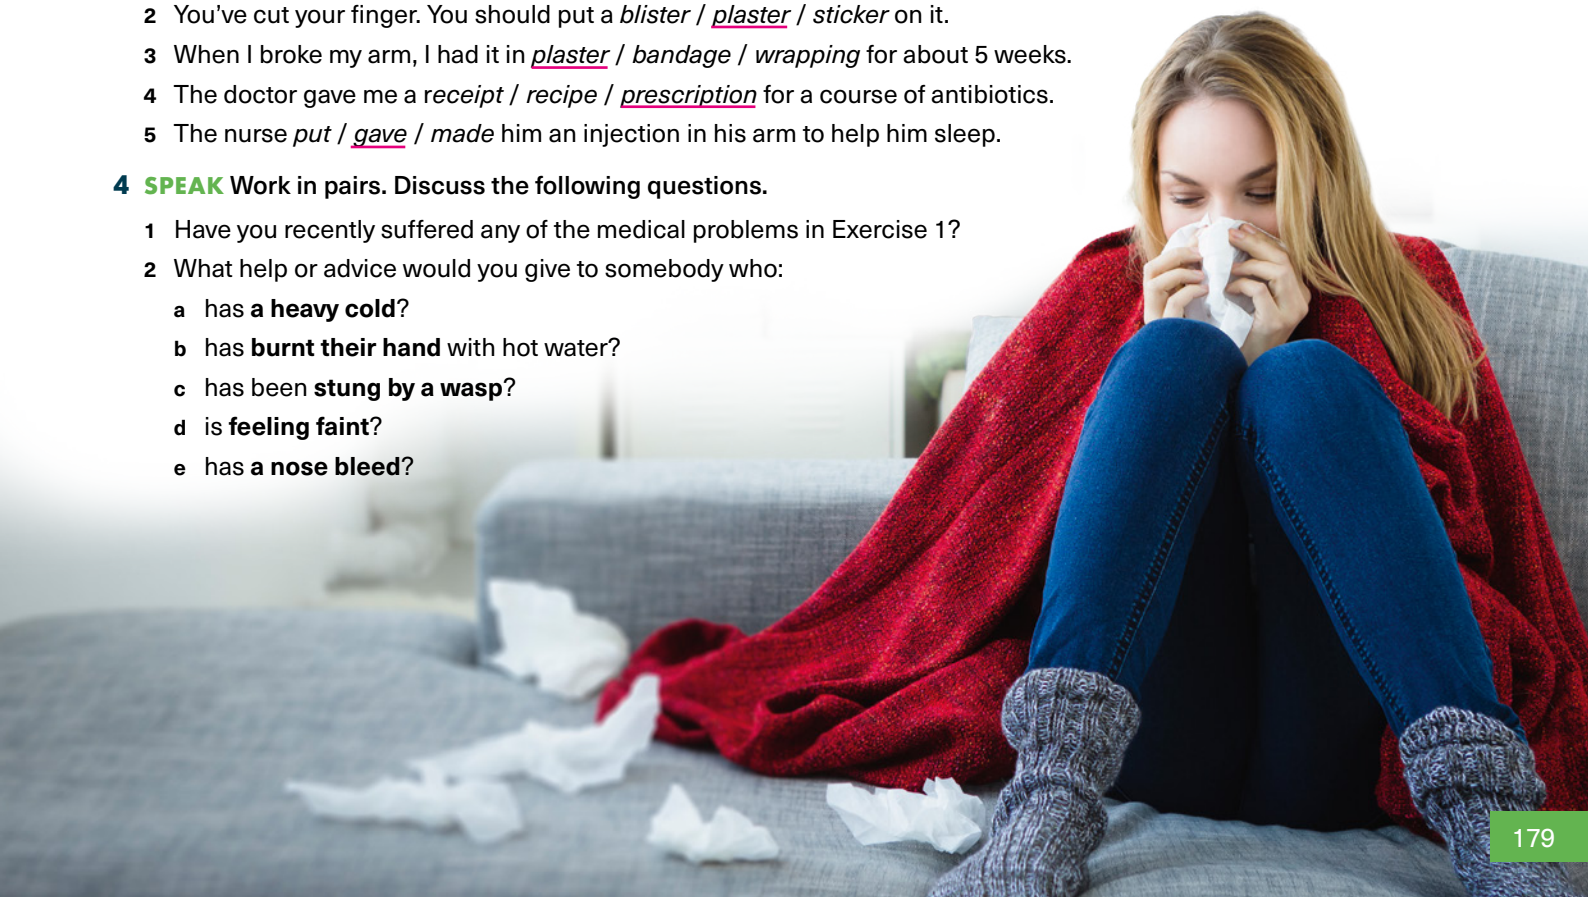 2 You’ve cut your finger. You should put a blister / plaster / sticker on it.
3 When I broke my arm, I had it in plaster / bandage / wrapping for about 5 weeks.
4 The doctor gave me a receipt / recipe / prescription for a course of antibiotics.
5 The nurse put / gave / made him an injection in his arm to help him sleep.
4 SPEAK Work in pairs. Discuss the following questions.
1 Have you recently suffered any of the medical problems in Exercise 1?
2 What help or advice would you give to somebody who:
a has a heavy cold?
b has burnt their hand with hot water?
c has been stung by a wasp?
d is feeling faint?
e has a nose bleed?
179